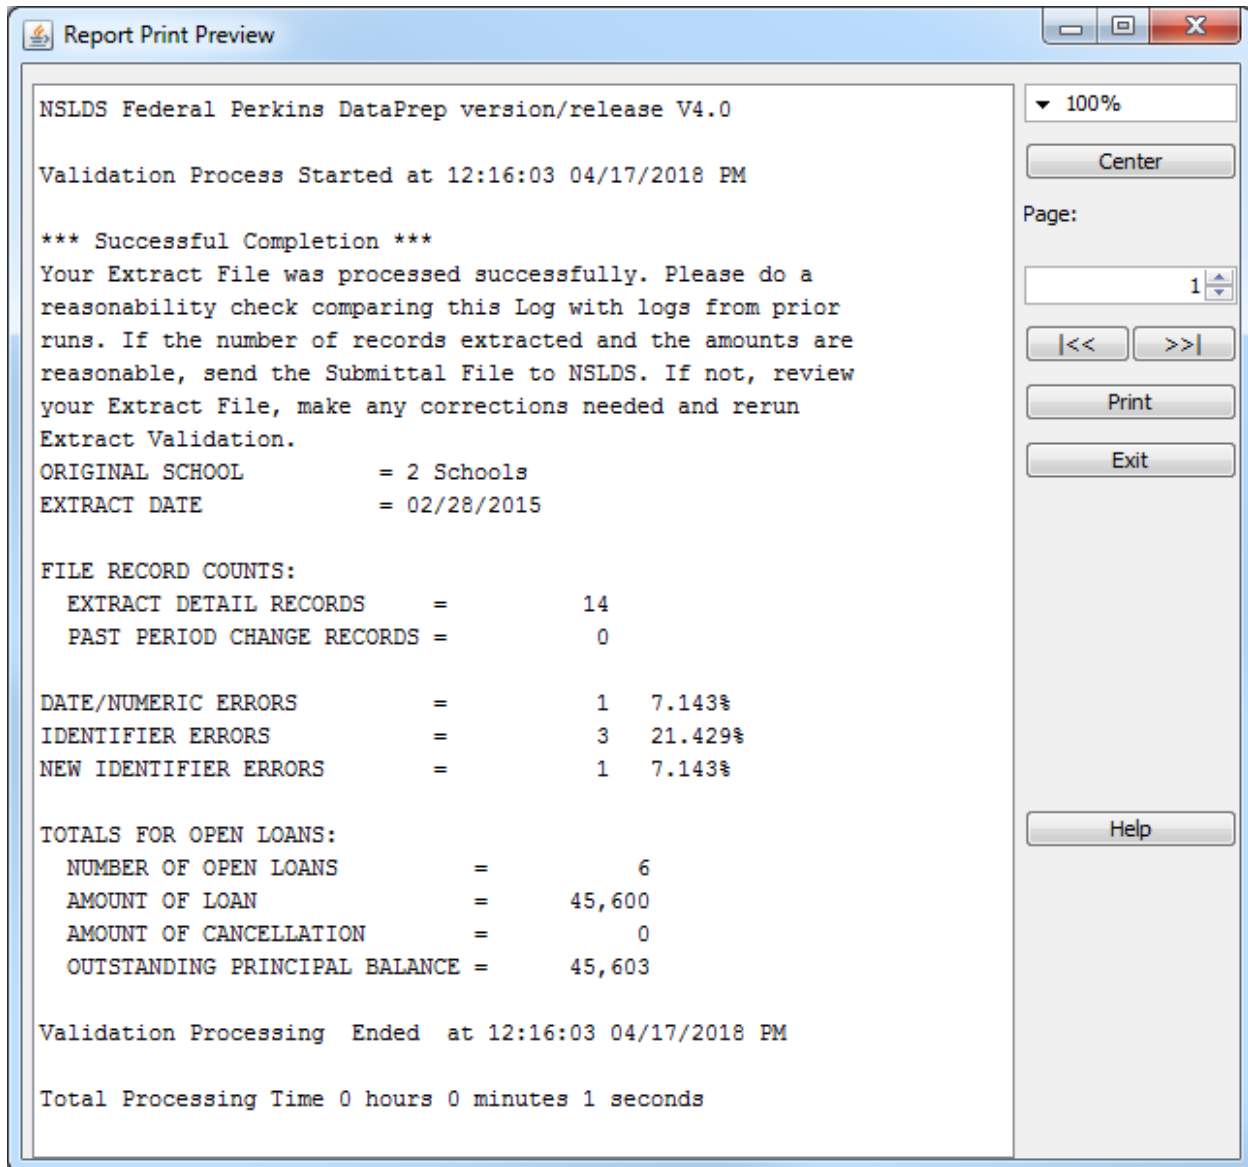 Report Print Preview
NSLDS Federal Perkins DataPrep version/release V4.0
Validation Process Started at 12:16:03 04/17/2018 PM
*** Successful Completion ***
Your Extract File was processed successfully. Please do a
reasonability check comparing this Log with logs from prior
runs. If the number of records extracted and the amounts are
reasonable, send the Submittal File to NSLDS. If not, review
your Extract File, make any corrections needed and rerun
Extract Validation.
ORIGINAL SCHOOL = 2 Schools
EXTRACT DATE = 02/28/2015
FILE RECORD COUNTS:
EXTRACT DETAIL RECORDS = 14
PAST PERIOD CHANGE RECORDS = 0
DATE/NUMERIC ERRORS = 1 7.143%
IDENTIFIER ERRORS = 3 21.429%
NEW IDENTIFIER ERRORS = 1 7.143%
TOTALS FOR OPEN LOANS:
NUMBER OF OPEN LOANS = 6
AMOUNT OF LOAN = 45,600
AMOUNT OF CANCELLATION = 0
OUTSTANDING PRINCIPAL BALANCE = 45,603
Validation Processing Ended at 12:16:03 04/17/2018 PM
Total Processing Time 0 hours 0 minutes 1 seconds
100%
Center
Page:
1
|<< >>|
Print
Exit
Help